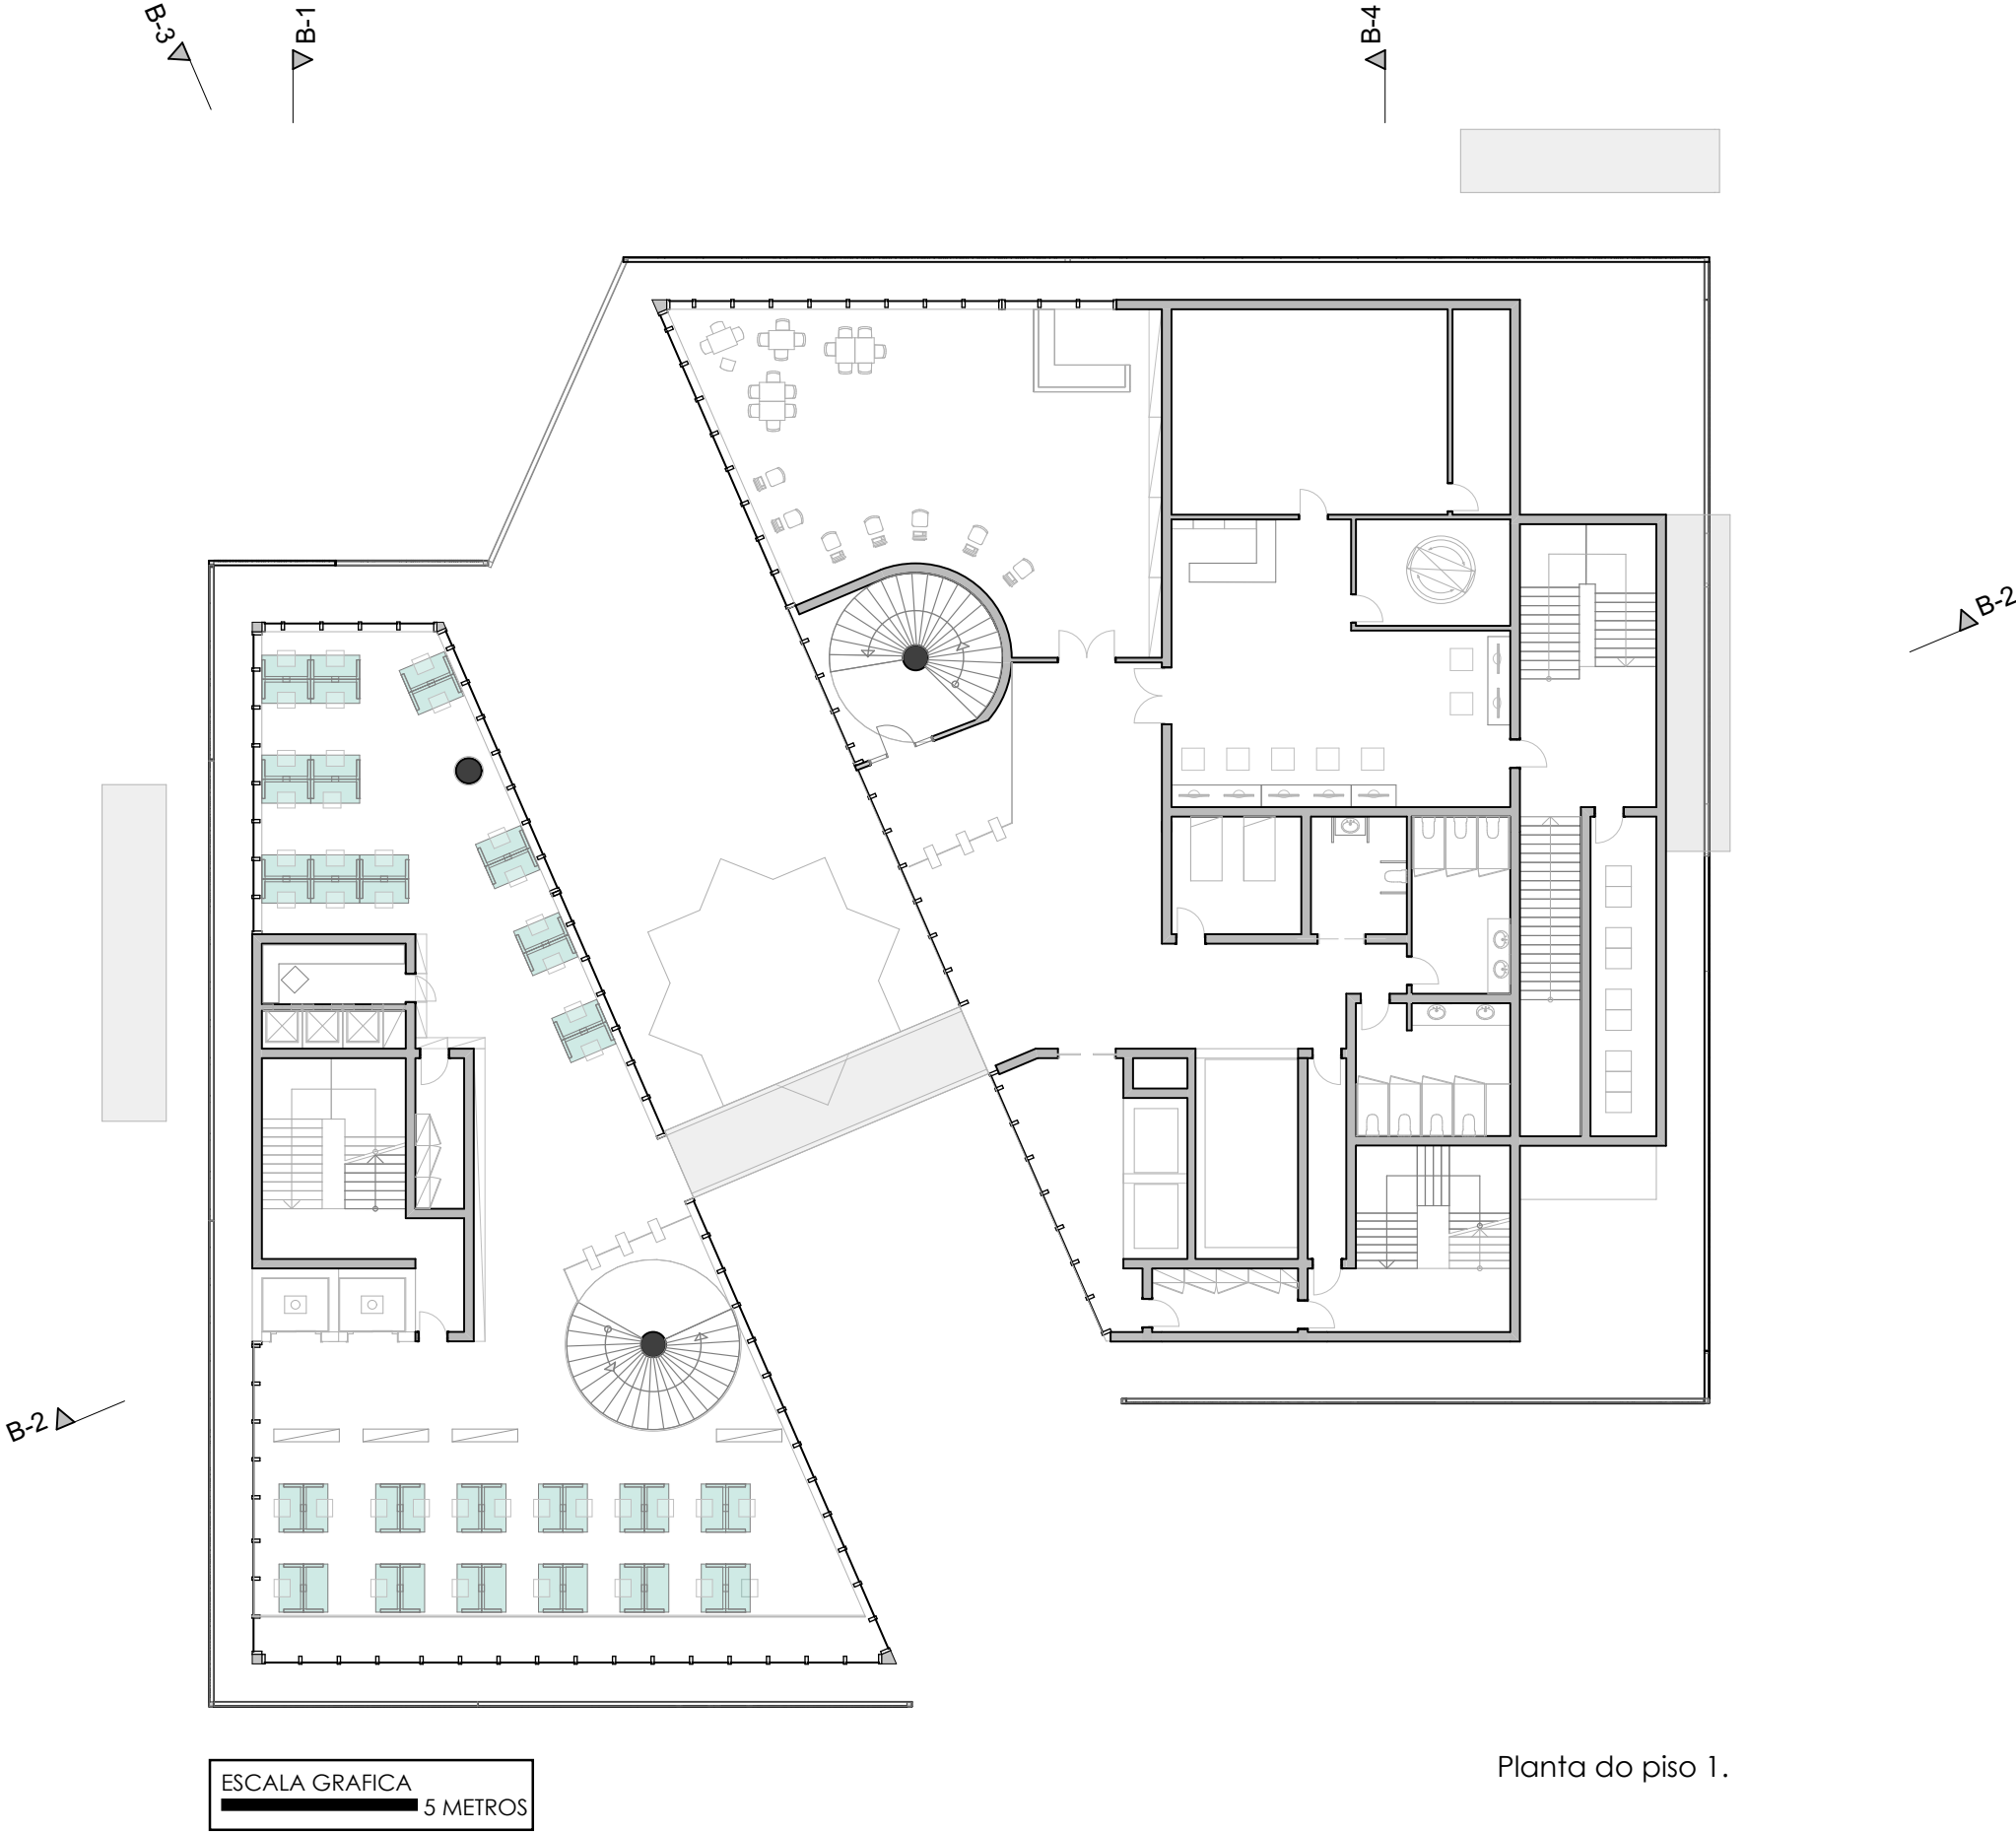 B-3
B-1
B-4
B-2
B-2
ESCALA GRAFICA
5 METROS
Planta do piso 1.